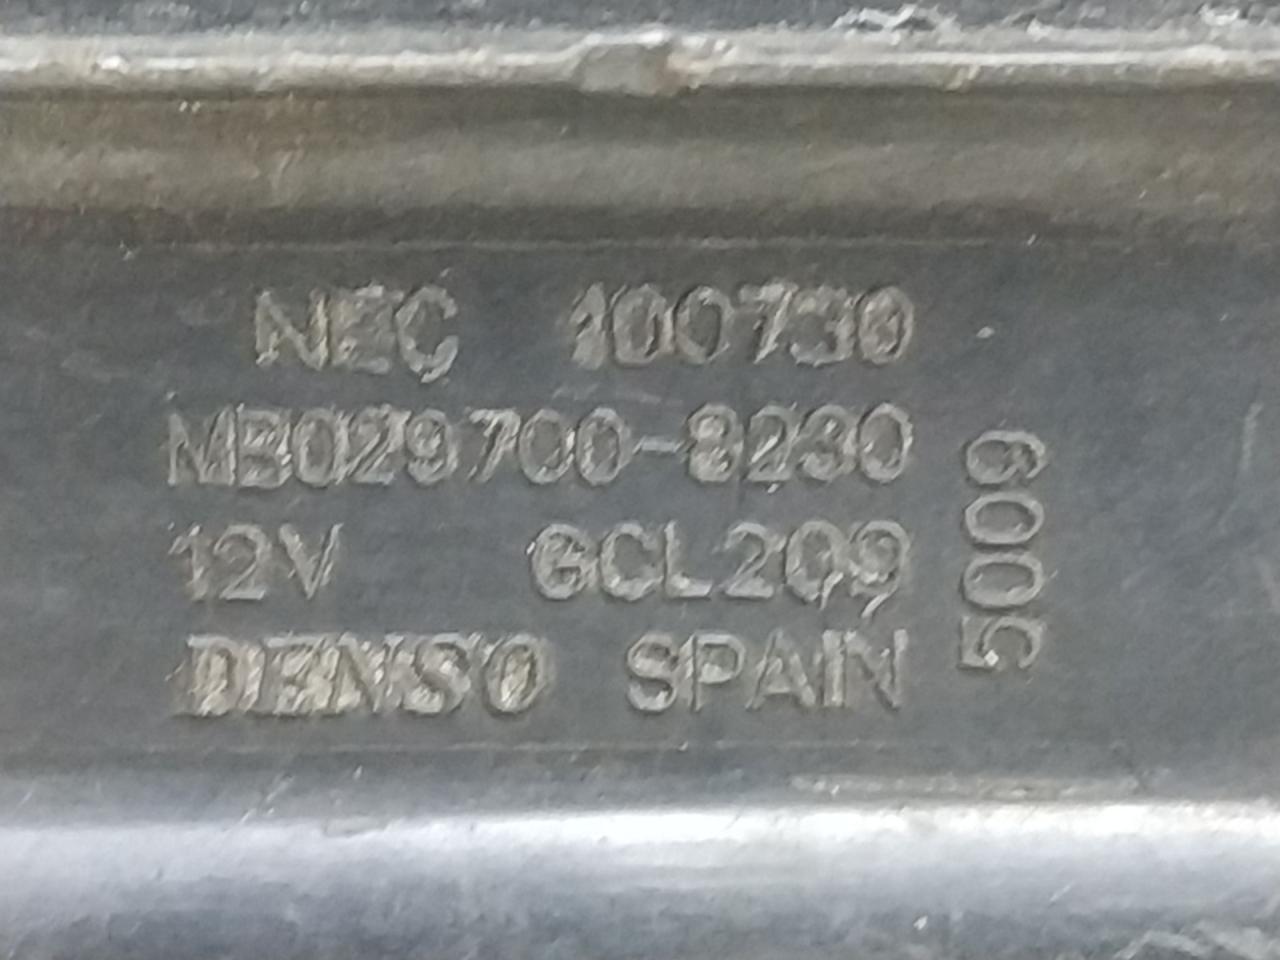 NEC 100730
MB029700-8230
12V GCL209
DENSO SPAIN
5009